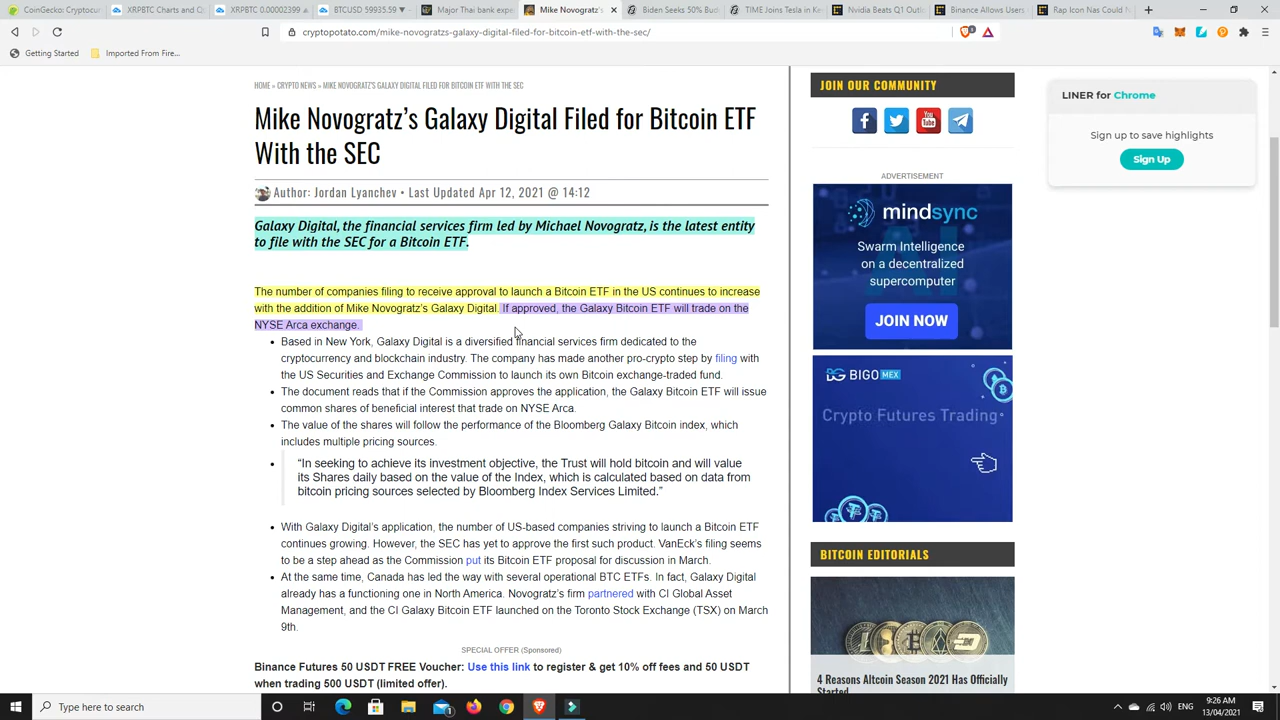 CoinGecko: Cryptocu
XRPBTC Charts and Q
XRPBTC 0.00002399
BTCUSD 59935.59 ▼
Major Thai bank exper
Mike Novogratz's
Biden Seeks 50% Bud
TIME Joins Tesla in Ke
Nvidia Beats Q1 Outlo
Binance Allows Users
Rap Icon Nas Could N
cryptopotato.com/mike-novogratzs-galaxy-digital-filed-for-bitcoin-etf-with-the-sec/
Getting Started
Imported From...
HOME » CRYPTO NEWS » MIKE NOVOGRATZ'S GALAXY DIGITAL FILED FOR BITCOIN ETF WITH THE SEC
Mike Novogratz's Galaxy Digital Filed for Bitcoin ETF
With the SEC
Author: Jordan Lyanchev • Last Updated Apr 12, 2021 @ 14:12
Galaxy Digital, the financial services firm led by Michael Novogratz, is the latest entity
to file with the SEC for a Bitcoin ETF.
The number of companies filing to receive approval to launch a Bitcoin ETF in the US continues to increase
with the addition of Mike Novogratz's Galaxy Digital. If approved, the Galaxy Bitcoin ETF will trade on the
NYSE Arca exchange.
• Based in New York, Galaxy Digital is a diversified financial services firm dedicated to the
cryptocurrency and blockchain industry. The company has made another pro-crypto step by filing with
the US Securities and Exchange Commission to launch its own Bitcoin exchange-traded fund.
• The document reads that if the Commission approves the application, the Galaxy Bitcoin ETF will issue
common shares of beneficial interest that trade on NYSE Arca.
• The value of the shares will follow the performance of the Bloomberg Galaxy Bitcoin index, which
includes multiple pricing sources.
• "In seeking to achieve its investment objective, the Trust will hold bitcoin and will value
its Shares daily based on the value of the Index, which is calculated based on data from
bitcoin pricing sources selected by Bloomberg Index Services Limited."
• With Galaxy Digital's application, the number of US-based companies striving to launch a Bitcoin ETF
continues growing. However, the SEC has yet to approve the first such product. VanEck's filing seems
to be a step ahead as the Commission put its Bitcoin ETF proposal for discussion in March.
• At the same time, Canada has led the way with several operational BTC ETFs. In fact, Galaxy Digital
already has a functioning one in North America. Novogratz's firm partnered with CI Global Asset
Management, and the CI Galaxy Bitcoin ETF launched on the Toronto Stock Exchange (TSX) on March
9th.
SPECIAL OFFER (Sponsored)
Binance Futures 50 USDT FREE Voucher: Use this link to register & get 10% off fees and 50 USDT
when trading 500 USDT (limited offer).
JOIN OUR COMMUNITY
ADVERTISEMENT
mindsync
Swarm Intelligence
on a decentralized
supercomputer
JOIN NOW
BIGOMEX
Crypto Futures Trading
BITCOIN EDITORIALS
4 Reasons Altcoin Season 2021 Has Officially
Started
LINER for Chrome
Sign up to save highlights
Sign Up
Type here to search
ENG
9:26 AM
13/04/2021